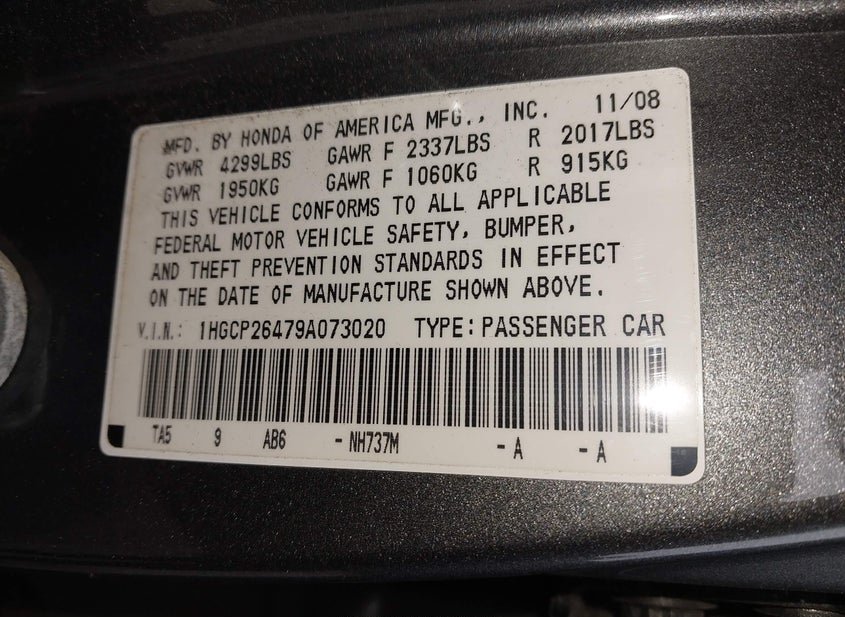 MFD. BY HONDA OF AMERICA MFG., INC. 11/08
GVWR 4299LBS GAWR F 2337LBS R 2017LBS
GVWR 1950KG GAWR F 1060KG R 915KG
THIS VEHICLE CONFORMS TO ALL APPLICABLE
FEDERAL MOTOR VEHICLE SAFETY, BUMPER,
AND THEFT PREVENTION STANDARDS IN EFFECT
ON THE DATE OF MANUFACTURE SHOWN ABOVE.
V.I.N.: 1HGCP26479A073020 TYPE: PASSENGER CAR
TA5 9 AB6 -NH737M -A -A